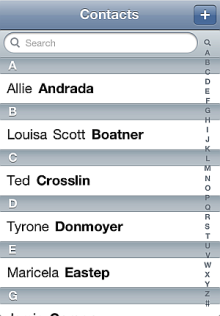 Contacts +
Search
A
Allie Andrada
B
Louisa Scott Boatner
C
Ted Crosslin
D
Tyrone Donmoyer
E
Maricela Eastep
G
A
B
C
D
E
F
G
H
I
J
K
L
M
N
O
P
Q
R
S
T
U
V
W
X
Y
Z
#